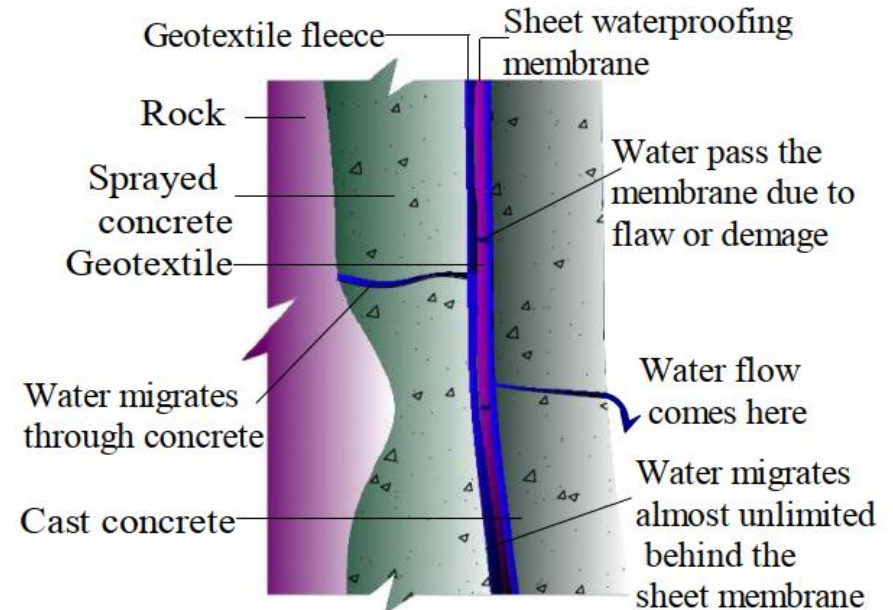 Geotextile fleece
Sheet waterproofing
membrane
Rock
Water pass the
membrane due to
flaw or demage
Sprayed
concrete
Geotextile
Water migrates
through concrete
Water flow
comes here
Cast concrete
Water migrates
almost unlimited
behind the
sheet membrane